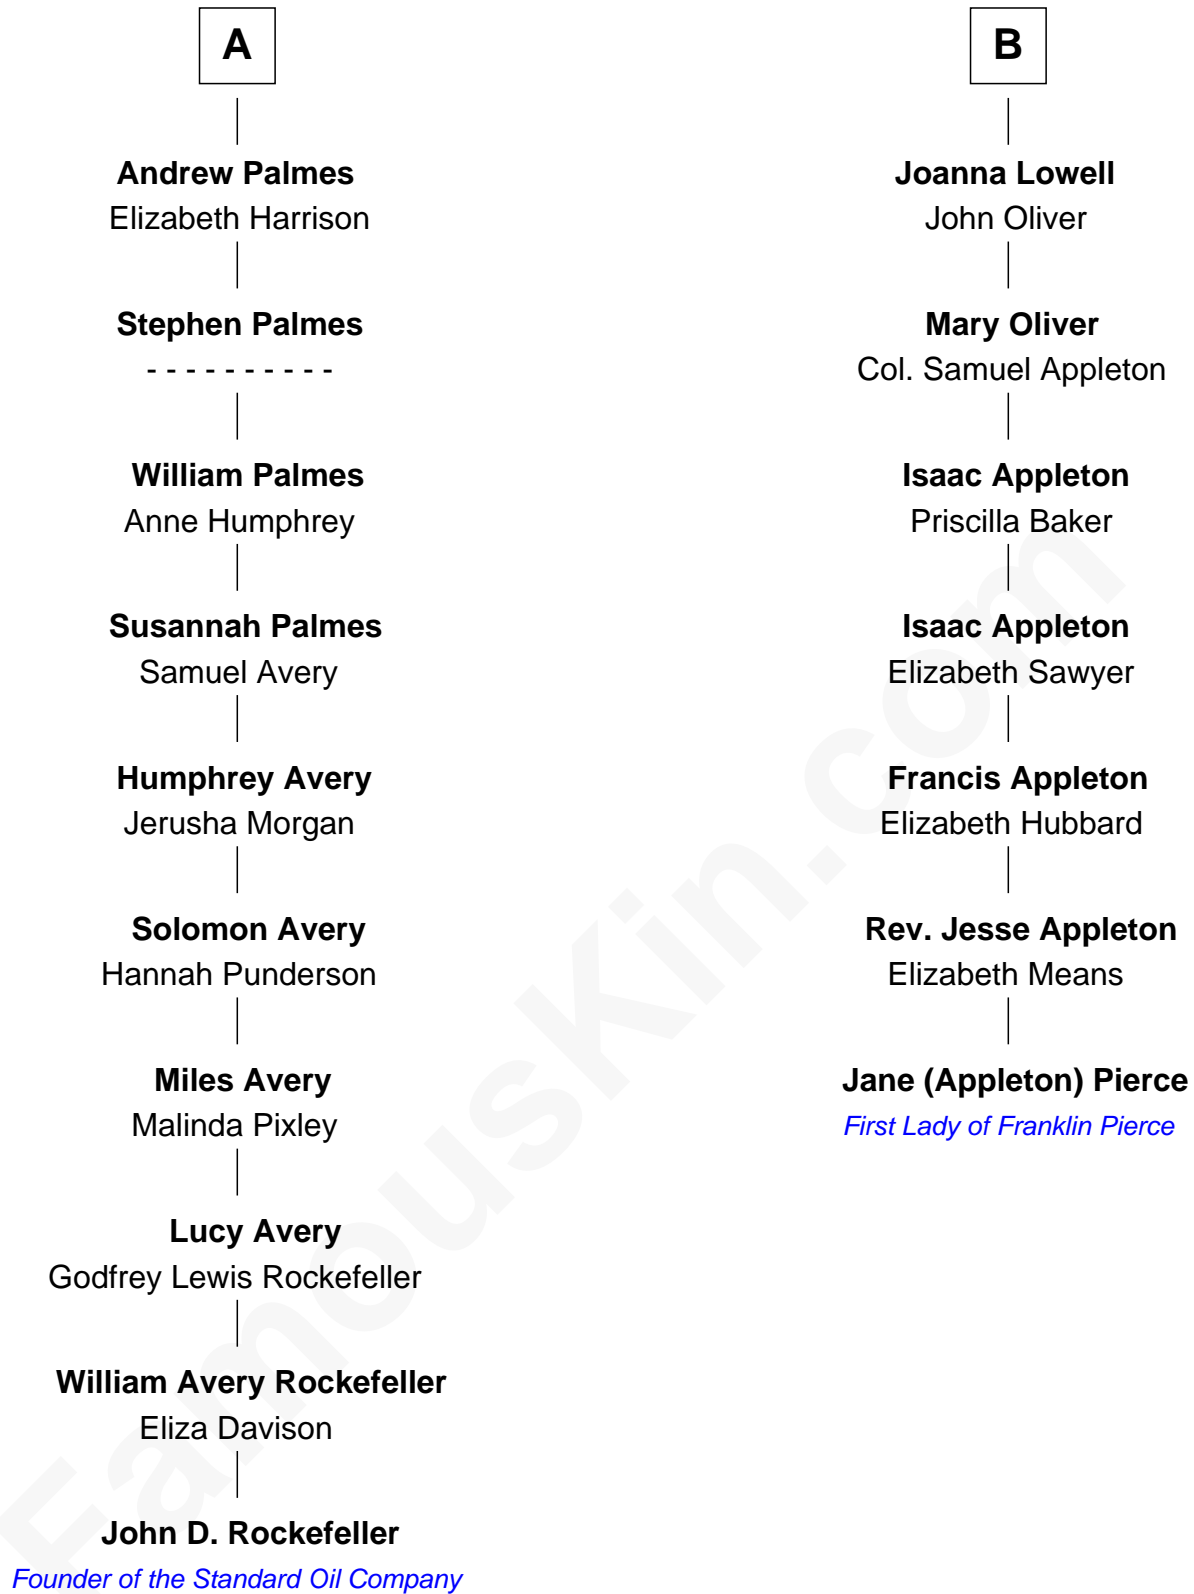 A
Andrew Palmes
Elizabeth Harrison
Stephen Palmes
- - - - - - - - - -
William Palmes
Anne Humphrey
Susannah Palmes
Samuel Avery
Humphrey Avery
Jerusha Morgan
Solomon Avery
Hannah Punderson
Miles Avery
Malinda Pixley
Lucy Avery
Godfrey Lewis Rockefeller
William Avery Rockefeller
Eliza Davison
John D. Rockefeller
Founder of the Standard Oil Company
B
Joanna Lowell
John Oliver
Mary Oliver
Col. Samuel Appleton
Isaac Appleton
Priscilla Baker
Isaac Appleton
Elizabeth Sawyer
Francis Appleton
Elizabeth Hubbard
Rev. Jesse Appleton
Elizabeth Means
Jane (Appleton) Pierce
First Lady of Franklin Pierce
FamousKin.com